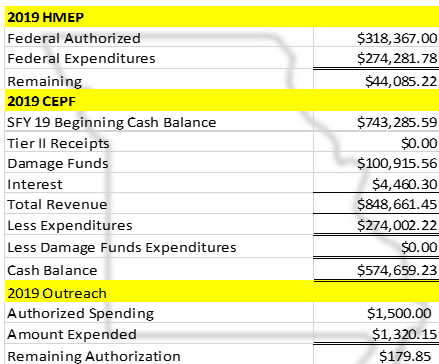 2019 HMEP
Federal Authorized $318,367.00
Federal Expenditures $274,281.78
Remaining $44,085.22
2019 CEPF
SFY 19 Beginning Cash Balance $743,285.59
Tier II Receipts $0.00
Damage Funds $100,915.56
Interest $4,460.30
Total Revenue $848,661.45
Less Expenditures $274,002.22
Less Damage Funds Expenditures $0.00
Cash Balance $574,659.23
2019 Outreach
Authorized Spending $1,500.00
Amount Expended $1,320.15
Remaining Authorization $179.85